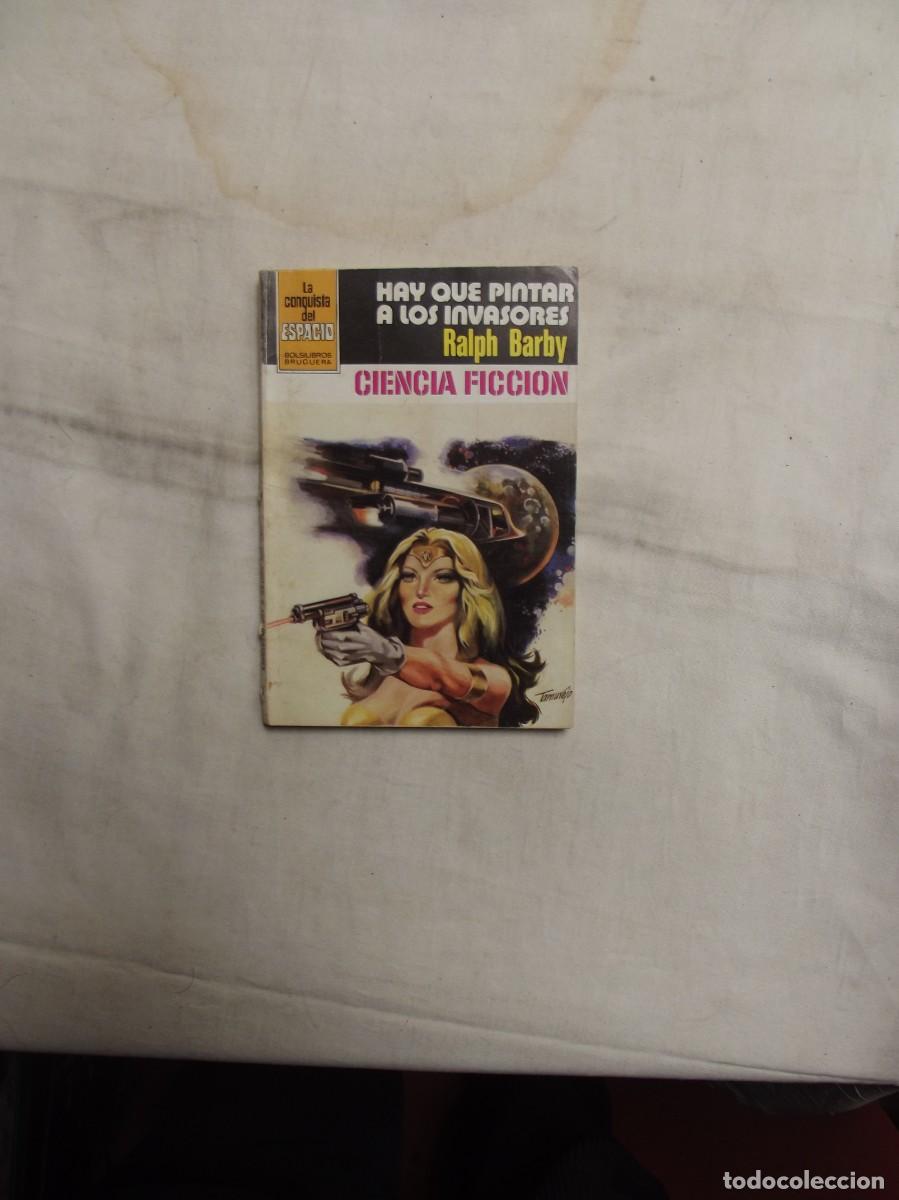 La
conquista
del
ESPACIO
BOLSILIBROS
BRUGUERA
HAY QUE PINTAR
A LOS INVASORES
Ralph Barby
CIENCIA FICCION
todocoleccion